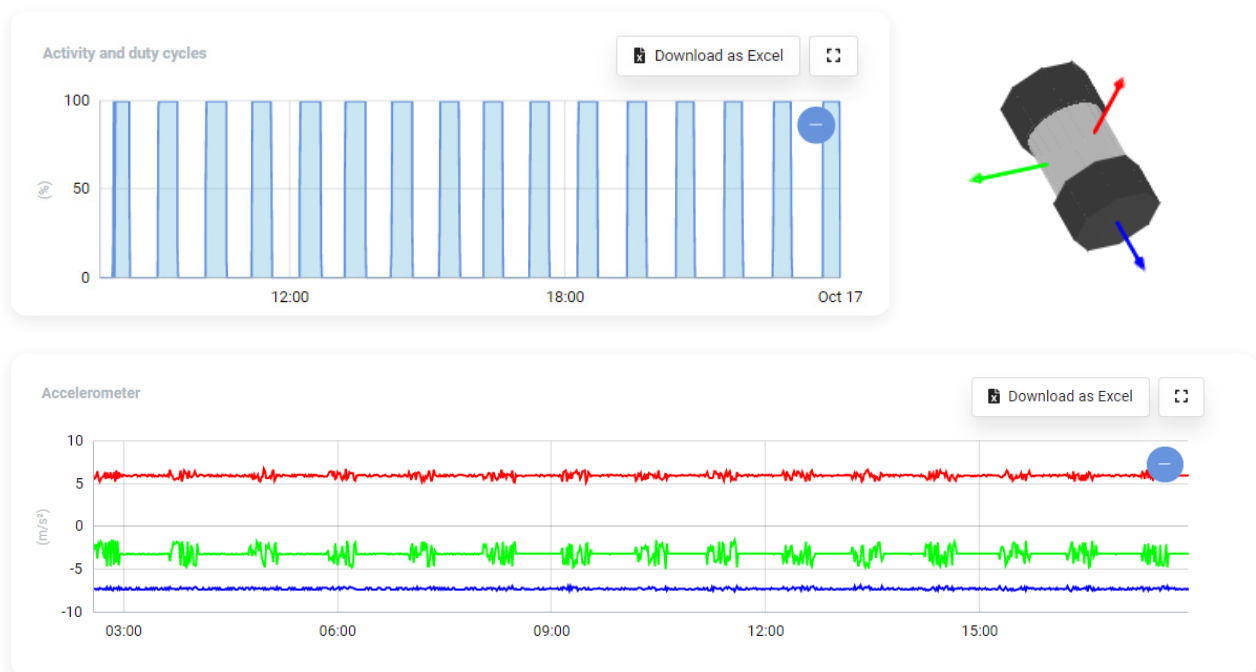 Activity and duty cycles
Download as Excel
100
50
0
(%)
12:00 18:00 Oct 17
Accelerometer
Download as Excel
10
5
0
-5
-10
(m/s²)
03:00 06:00 09:00 12:00 15:00